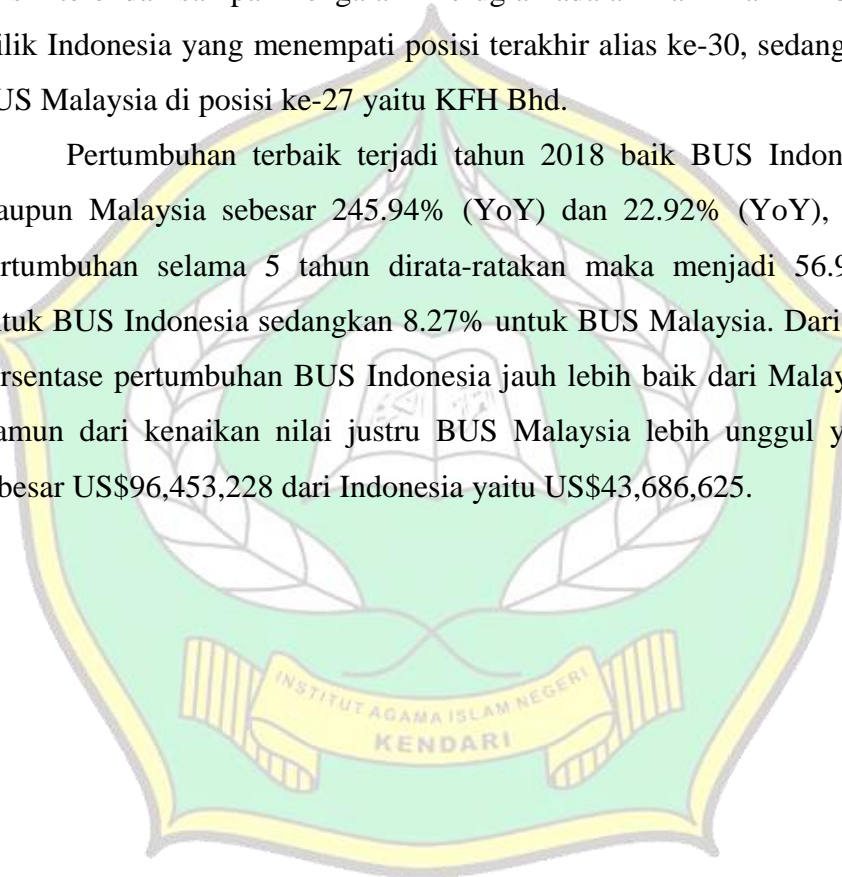 ilik Indonesia yang menempati posisi terakhir alias ke-30, sedang
US Malaysia di posisi ke-27 yaitu KFH Bhd.
Pertumbuhan terbaik terjadi tahun 2018 baik BUS Indon
aupun Malaysia sebesar 245.94% (YoY) dan 22.92% (YoY),
ertumbuhan selama 5 tahun dirata-ratakan maka menjadi 56.9
tuk BUS Indonesia sedangkan 8.27% untuk BUS Malaysia. Dari
ersentase pertumbuhan BUS Indonesia jauh lebih baik dari Malay
amun dari kenaikan nilai justru BUS Malaysia lebih unggul y
besar US$96,453,228 dari Indonesia yaitu US$43,686,625.
INSTITUT AGAMA ISLAM NEGERI
KENDARI